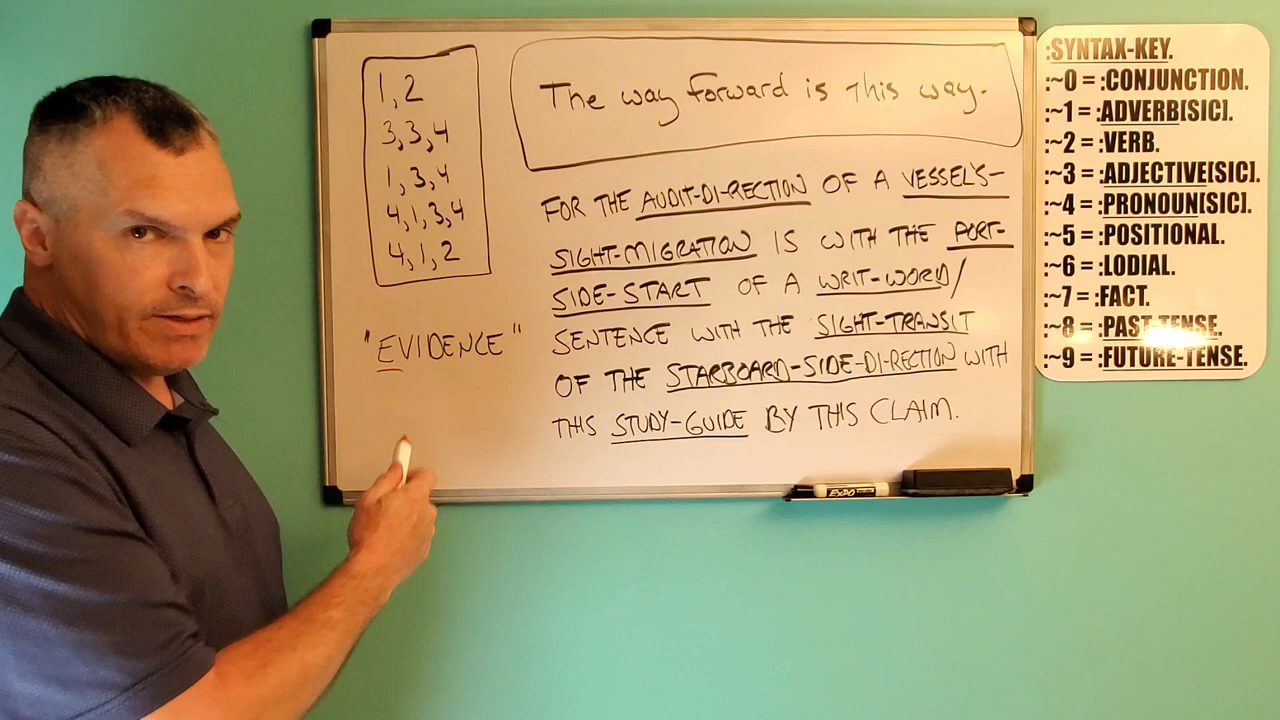 1, 2
3, 3, 4
1, 3, 4
4, 1, 3, 4
4, 1, 2
"EVIDENCE"
The way forward is this way.
FOR THE AUDIT-DI-RECTION OF A VESSEL'S-
SIGHT-MIGRATION IS WITH THE PORT-
SIDE-START OF A WRIT-WORD/
SENTENCE WITH THE SIGHT-TRANSIT
OF THE STARBOARD-SIDE-DI-RECTION WITH
THIS STUDY-GUIDE BY THIS CLAIM.
EXPO
:SYNTAX-KEY.
:~0 = :CONJUNCTION.
:~1 = :ADVERB[SIC].
:~2 = :VERB.
:~3 = :ADJECTIVE[SIC].
:~4 = :PRONOUN[SIC].
:~5 = :POSITIONAL.
:~6 = :LODIAL.
:~7 = :FACT.
:~8 = :PAST-TENSE.
:~9 = :FUTURE-TENSE.